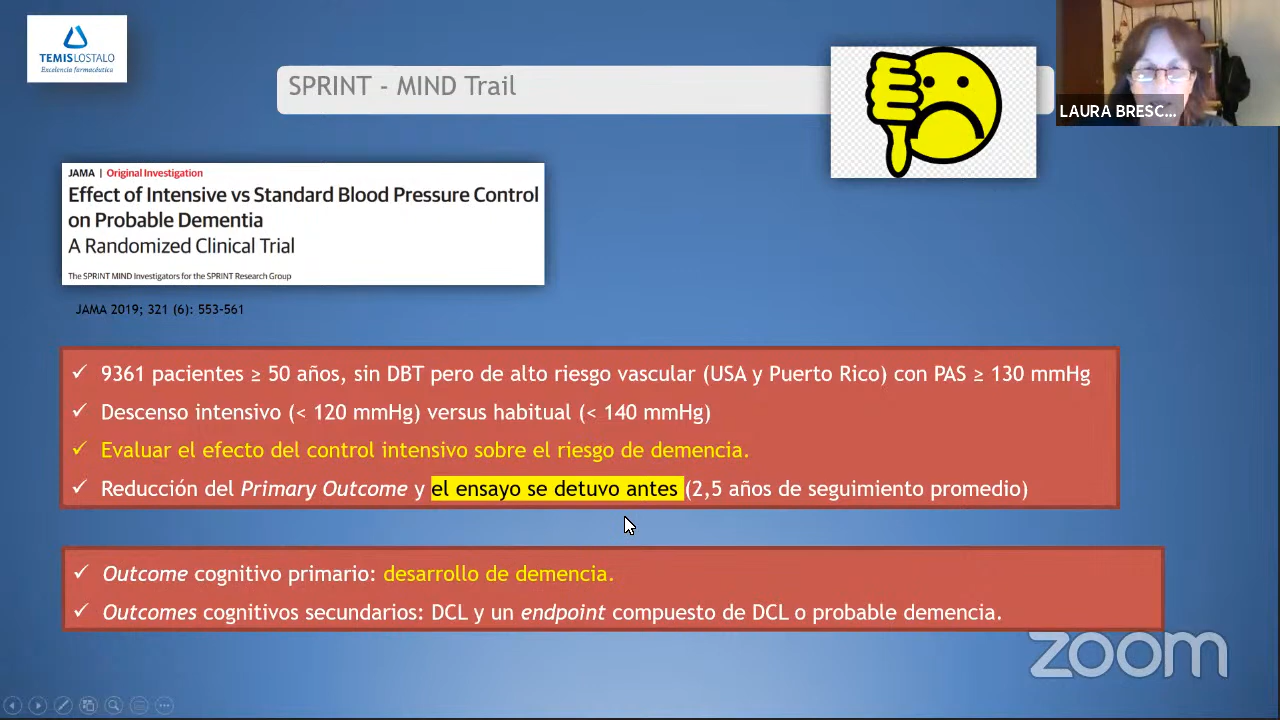 TEMISLOSTALO
Excelencia farmacéutica
SPRINT - MIND Trail
LAURA BRESC...
JAMA | Original Investigation
Effect of Intensive vs Standard Blood Pressure Control
on Probable Dementia
A Randomized Clinical Trial
The SPRINT MIND Investigators for the SPRINT Research Group
JAMA 2019; 321 (6): 553-561
✓ 9361 pacientes ≥ 50 años, sin DBT pero de alto riesgo vascular (USA y Puerto Rico) con PAS ≥ 130 mmHg
✓ Descenso intensivo (< 120 mmHg) versus habitual (< 140 mmHg)
✓ Evaluar el efecto del control intensivo sobre el riesgo de demencia.
✓ Reducción del Primary Outcome y el ensayo se detuvo antes (2,5 años de seguimiento promedio)
✓ Outcome cognitivo primario: desarrollo de demencia.
✓ Outcomes cognitivos secundarios: DCL y un endpoint compuesto de DCL o probable demencia.
zoom